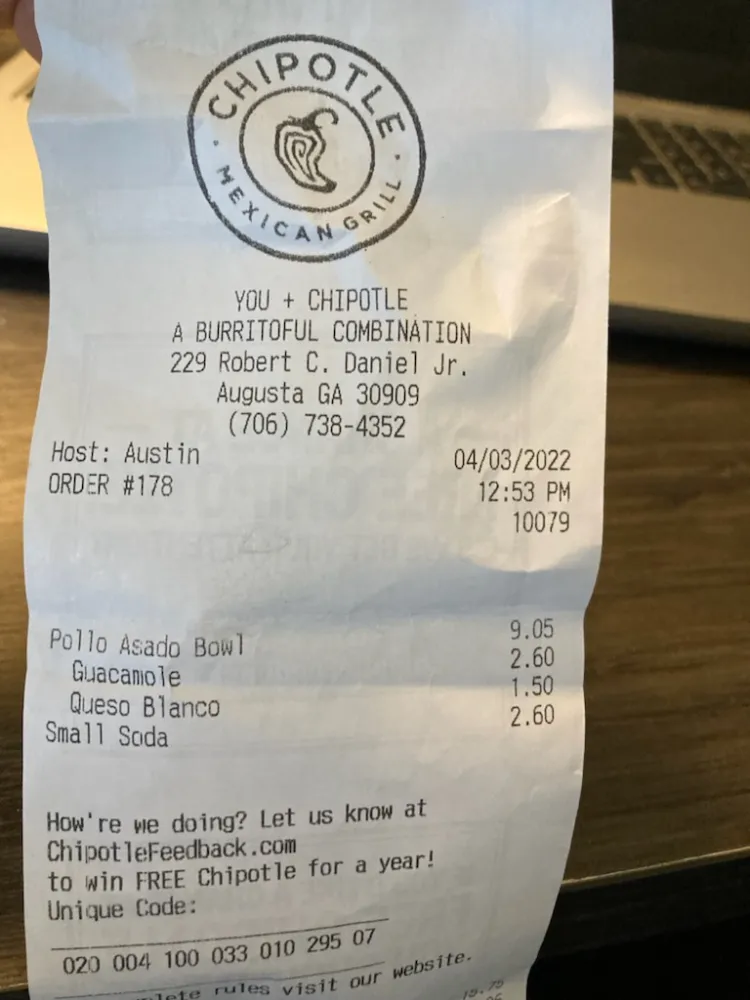 CHIPOTLE
MEXICAN GRILL
YOU + CHIPOTLE
A BURRITOFUL COMBINATION
229 Robert C. Daniel Jr.
Augusta GA 30909
(706) 738-4352
Host: Austin 04/03/2022
ORDER #178 12:53 PM
10079
Pollo Asado Bowl 9.05
Guacamole 2.60
Queso Blanco 1.50
Small Soda 2.60
How're we doing? Let us know at
ChipotleFeedback.com
to win FREE Chipotle for a year!
Unique Code:
020 004 100 033 010 295 07
rules visit our website.